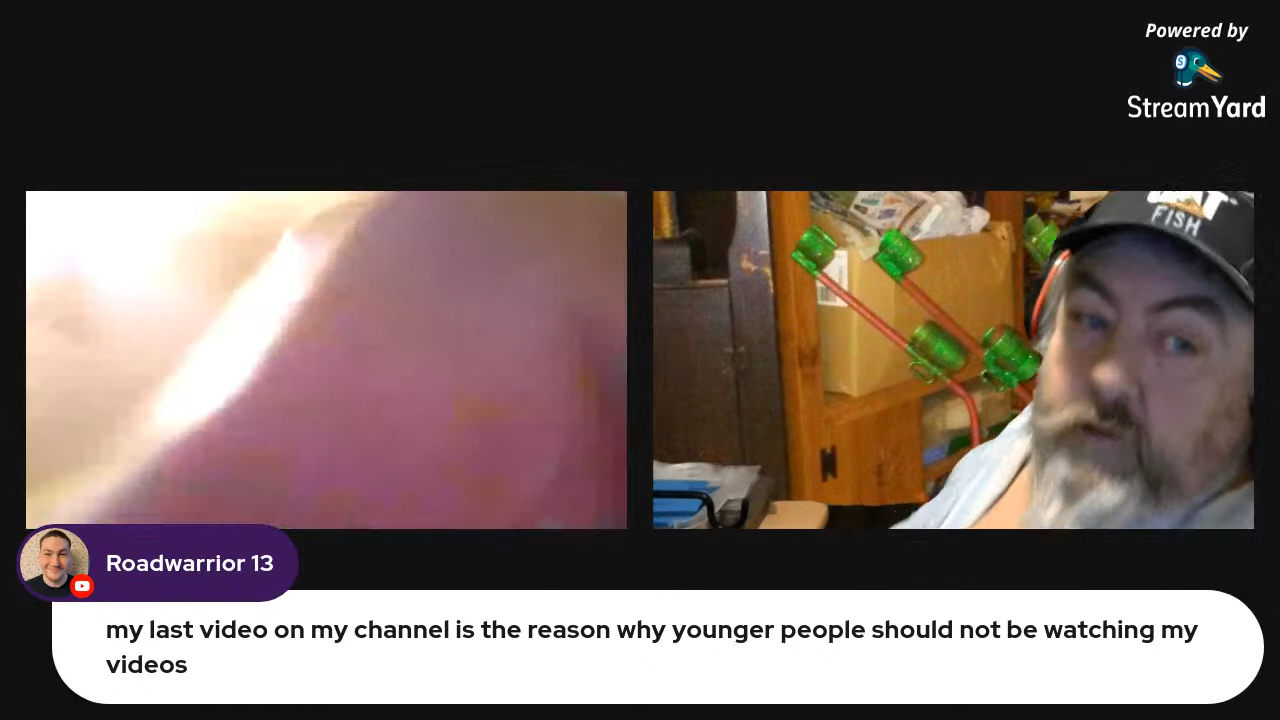 Powered by
StreamYard
FISH
Roadwarrior 13
my last video on my channel is the reason why younger people should not be watching my
videos